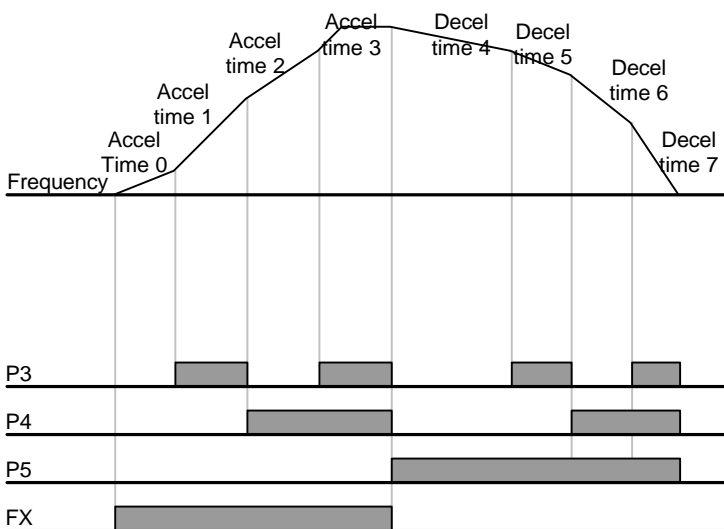 Accel
time 3
Decel
time 4
Decel
time 5
Accel
time 2
Decel
time 6
Accel
time 1
Accel
Time 0
Decel
time 7
Frequency
P3
P4
P5
FX